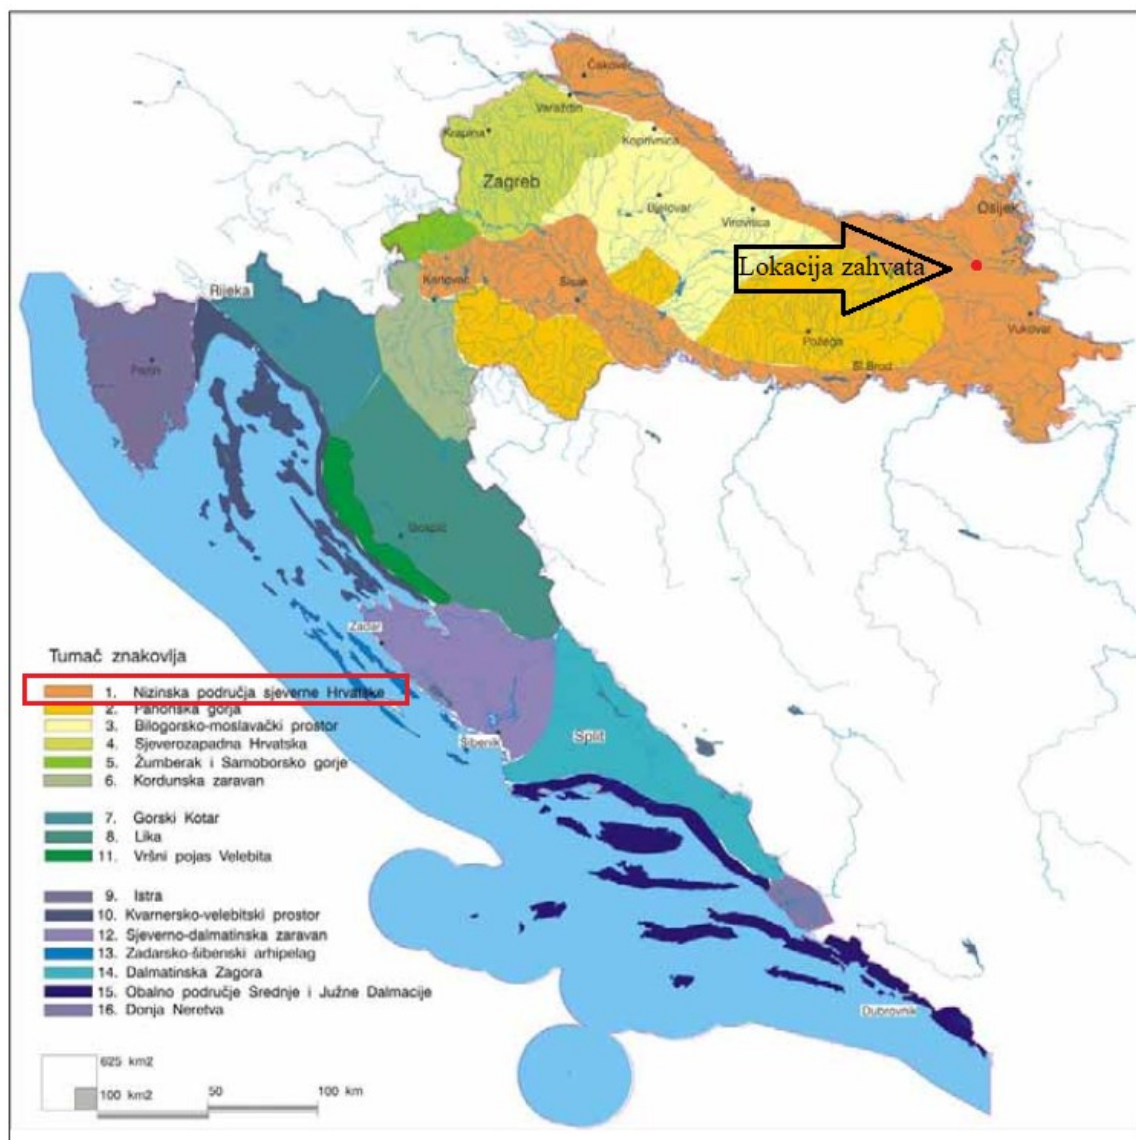 Čakovec
Varaždin
Krapina
Koprivnica
Zagreb
Bjelovar
Virovitica
Osijek
Lokacija zahvata
Karlovac
Sisak
Rijeka
Vukovar
Požega
Sl.Brod
Pazin
Gospić
Zadar
Šibenik
Split
Dubrovnik
Tumač znakovlja
1. Nizinska područja sjeverne Hrvatske
2. Panonska gorja
3. Bilogorsko-moslavački prostor
4. Sjeverozapadna Hrvatska
5. Žumberak i Samoborsko gorje
6. Kordunska zaravan
7. Gorski Kotar
8. Lika
11. Vršni pojas Velebita
9. Istra
10. Kvarnersko-velebitski prostor
12. Sjeverno-dalmatinska zaravan
13. Zadarsko-šibenski arhipelag
14. Dalmatinska Zagora
15. Obalno područje Srednje i Južne Dalmacije
16. Donja Neretva
625 km2
100 km2
50
100 km